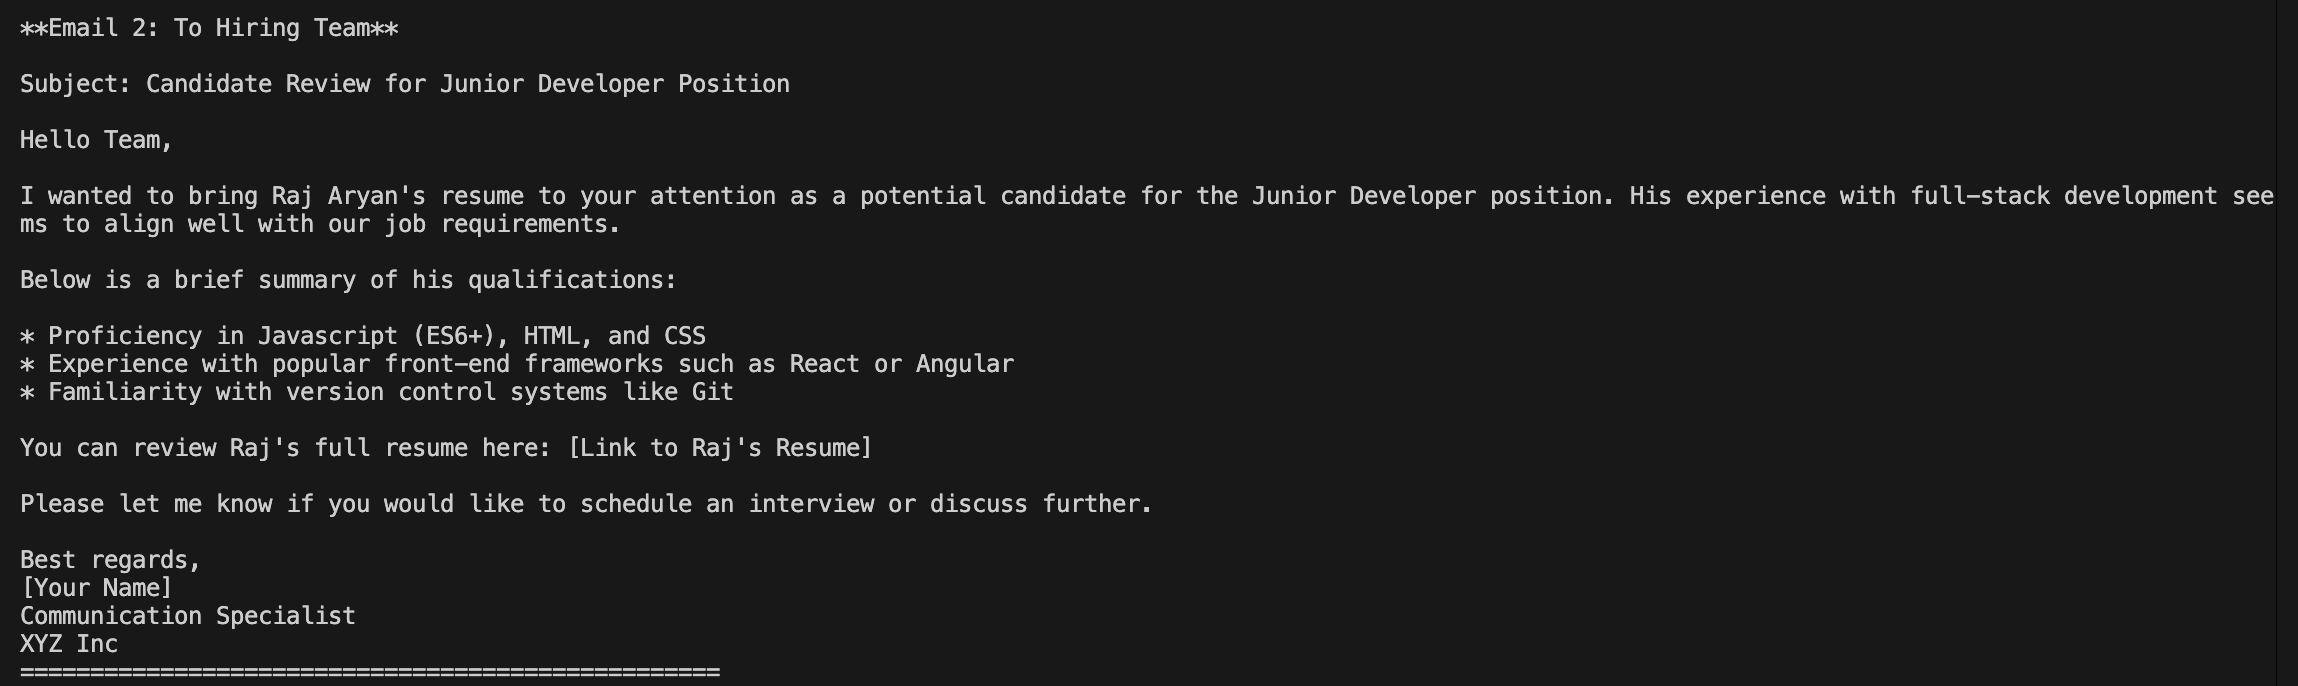 **Email 2: To Hiring Team**
Subject: Candidate Review for Junior Developer Position
Hello Team,
I wanted to bring Raj Aryan's resume to your attention as a potential candidate for the Junior Developer position. His experience with full-stack development see
ms to align well with our job requirements.
Below is a brief summary of his qualifications:
* Proficiency in Javascript (ES6+), HTML, and CSS
* Experience with popular front-end frameworks such as React or Angular
* Familiarity with version control systems like Git
You can review Raj's full resume here: [Link to Raj's Resume]
Please let me know if you would like to schedule an interview or discuss further.
Best regards,
[Your Name]
Communication Specialist
XYZ Inc
==================================================